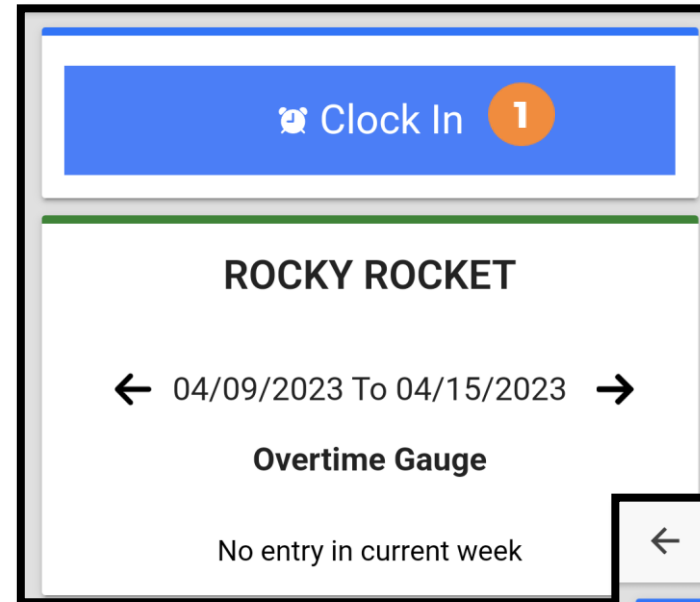 Clock In 1
ROCKY ROCKET
04/09/2023 To 04/15/2023
Overtime Gauge
No entry in current week